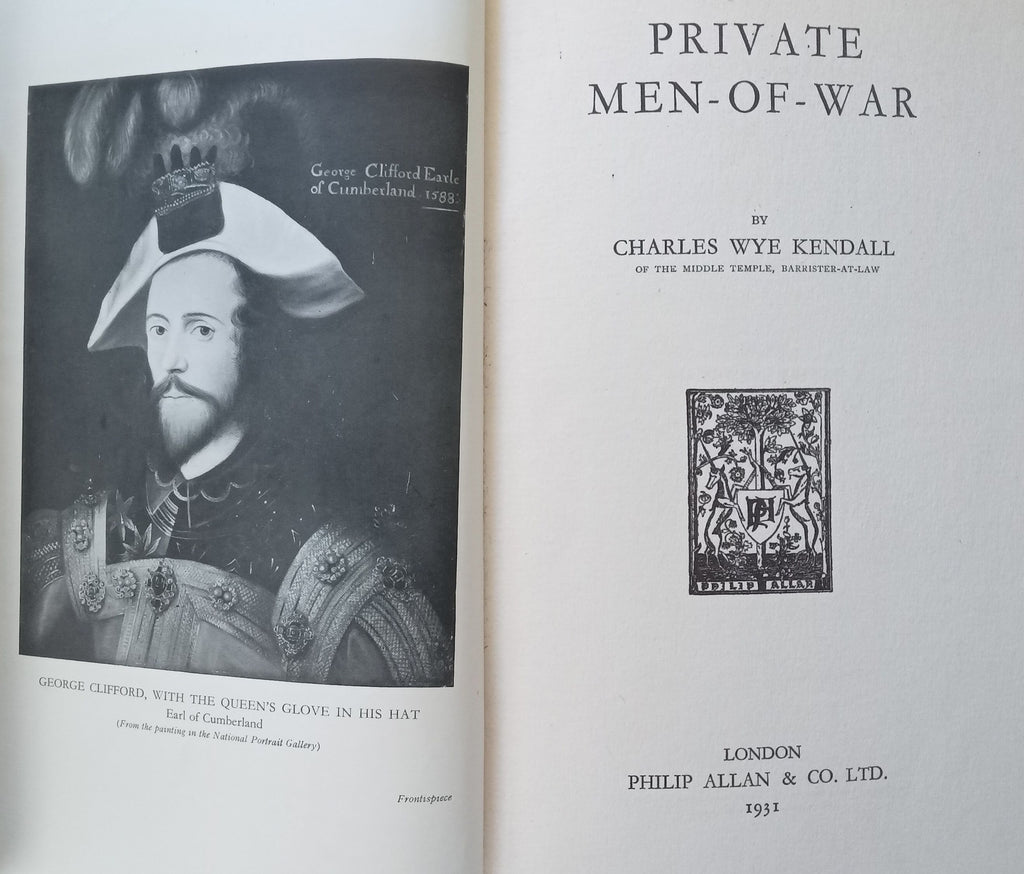 George Clifford Earle
of Cumberland. 1588:
GEORGE CLIFFORD, WITH THE QUEEN'S GLOVE IN HIS HAT
Earl of Cumberland
(From the painting in the National Portrait Gallery)
Frontispiece
PRIVATE
MEN-OF-WAR
BY
CHARLES WYE KENDALL
OF THE MIDDLE TEMPLE, BARRISTER-AT-LAW
PHILIP ALLAN
LONDON
PHILIP ALLAN & CO. LTD.
1931